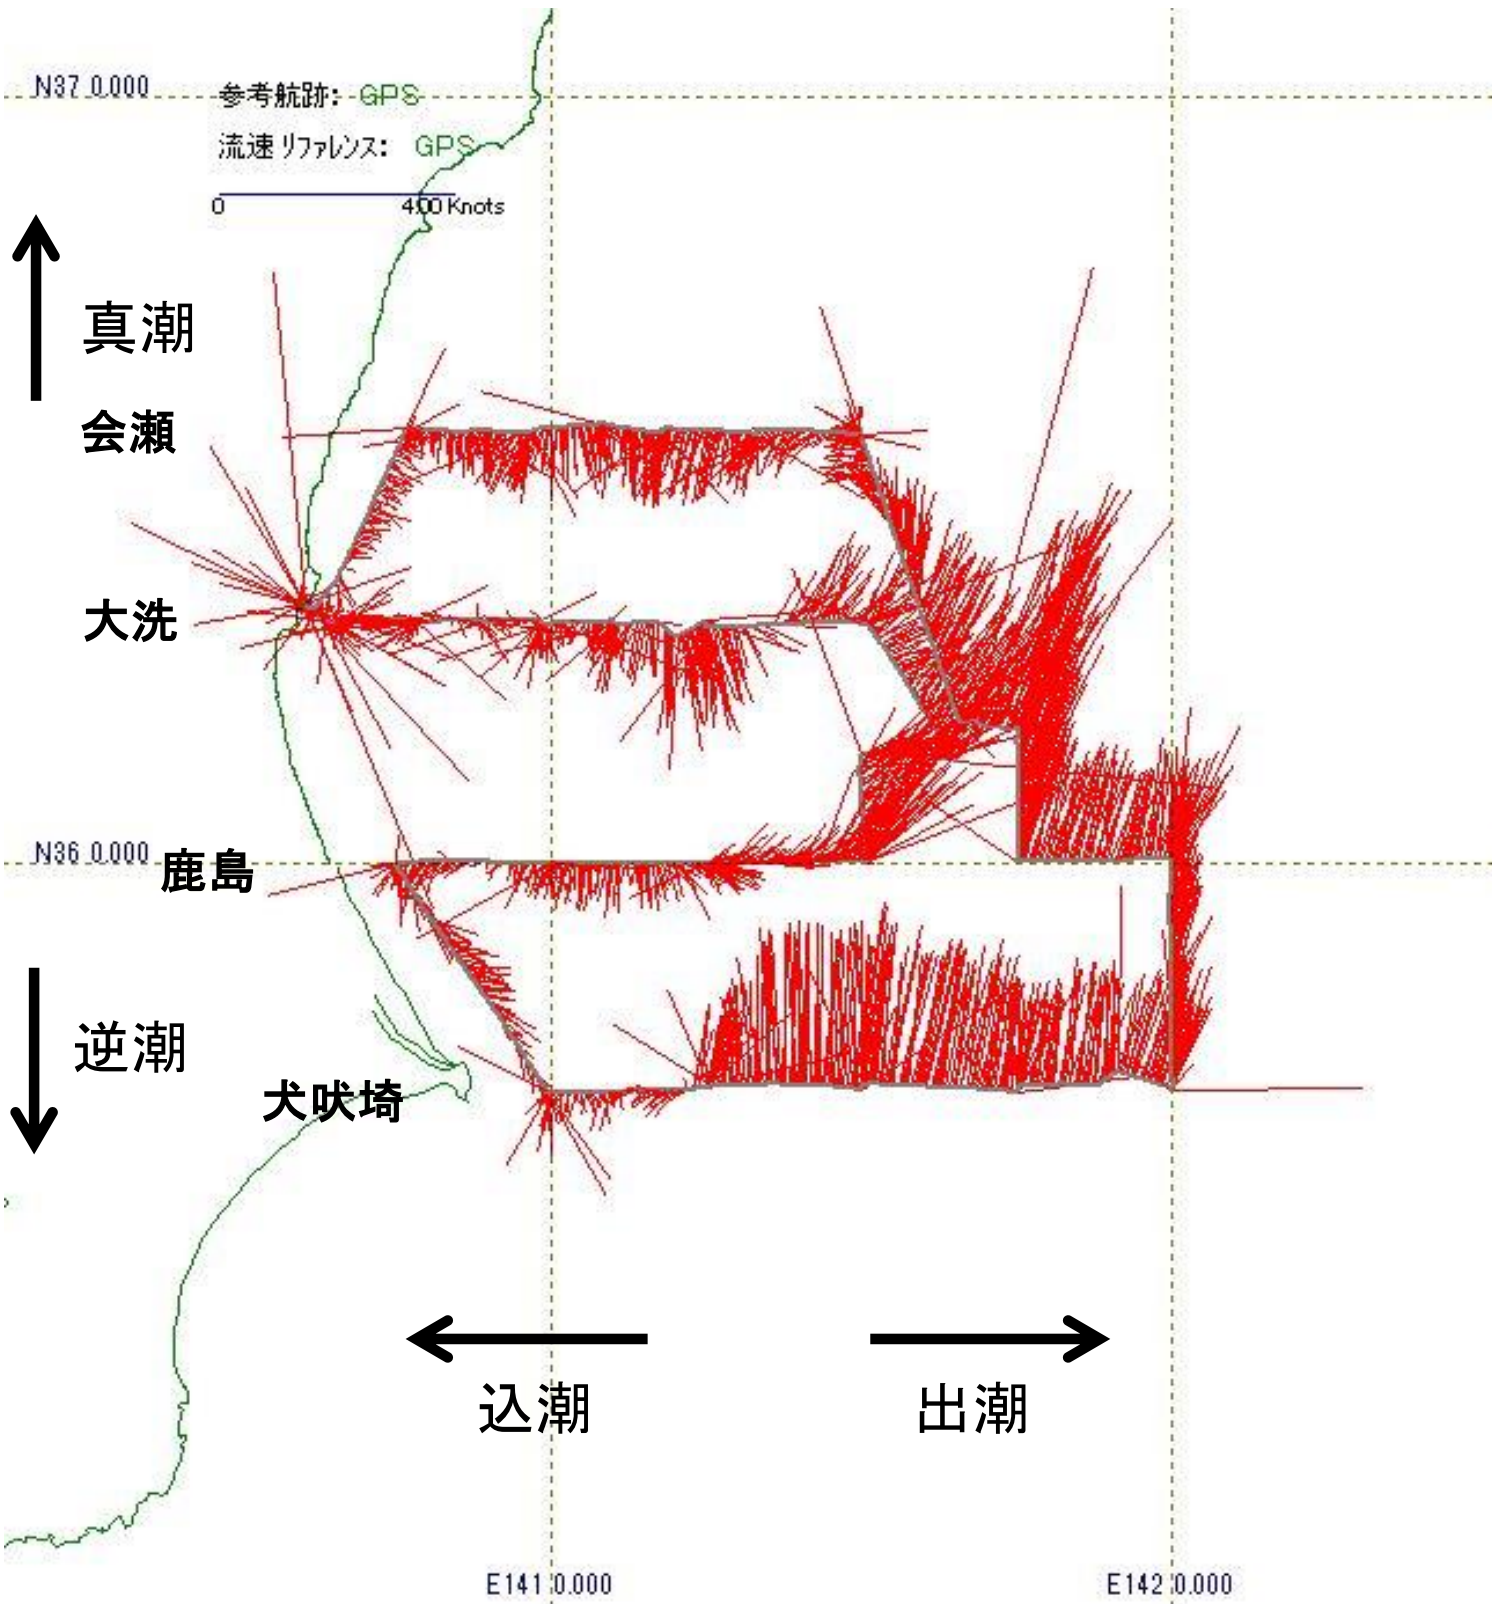 N37 0.000
参考航跡: GPS
流速 リファレンス: GPS
0 4.00 Knots
真潮
会瀬
大洗
N36 0.000
鹿島
逆潮
犬吠埼
込潮 出潮
E141 0.000 E142 0.000